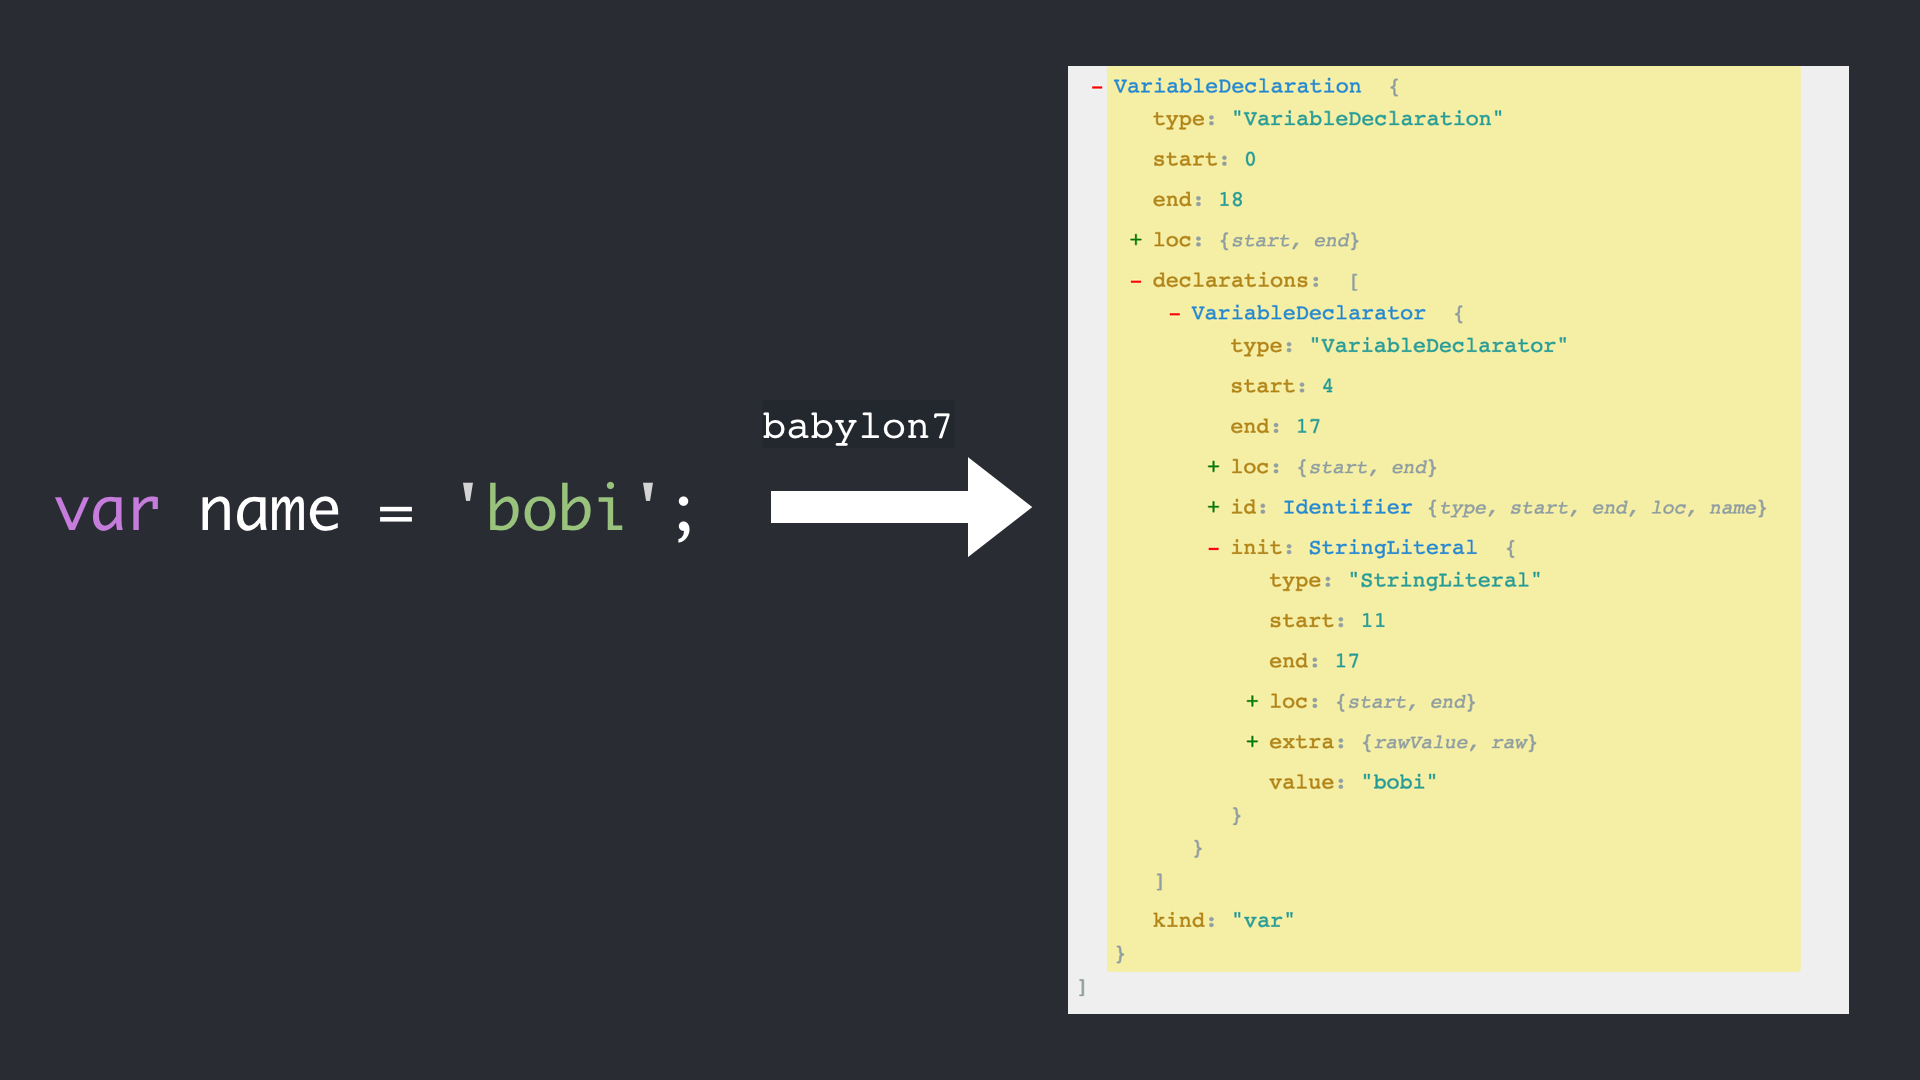 var name = 'bobi';
babylon7
- VariableDeclaration {
type: "VariableDeclaration"
start: 0
end: 18
+ loc: {start, end}
- declarations: [
- VariableDeclarator {
type: "VariableDeclarator"
start: 4
end: 17
+ loc: {start, end}
+ id: Identifier {type, start, end, loc, name}
- init: StringLiteral {
type: "StringLiteral"
start: 11
end: 17
+ loc: {start, end}
+ extra: {rawValue, raw}
value: "bobi"
}
}
]
kind: "var"
}
]